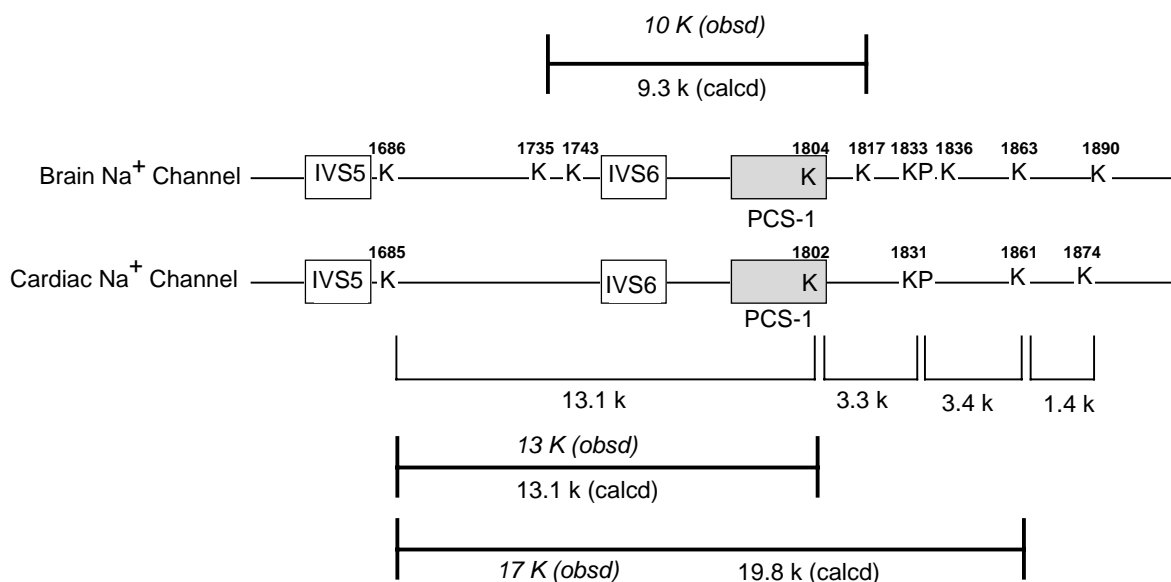 10 K (obsd)
9.3 k (calcd)
1686 1735 1743 1804 1817 1833 1836 1863 1890
Brain Na+ Channel IVS5 K K K IVS6 K K KP K K K
PCS-1
1685 1802 1831 1861 1874
Cardiac Na+ Channel IVS5 K IVS6 K KP K K
PCS-1
13.1 k 3.3 k 3.4 k 1.4 k
13 K (obsd)
13.1 k (calcd)
17 K (obsd) 19.8 k (calcd)